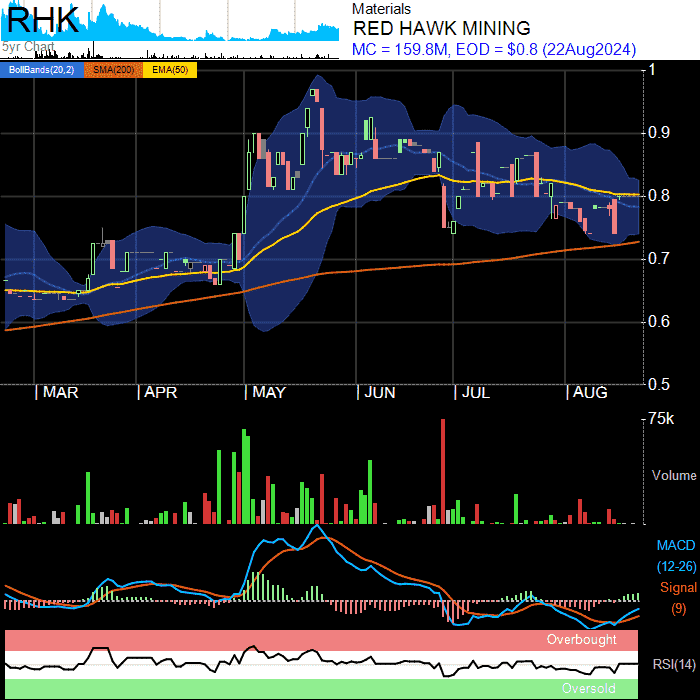 RHK
5yr Chart
Materials
RED HAWK MINING
MC = 159.8M, EOD = $0.8 (22Aug2024)
BollBands(20,2) SMA(200) EMA(50)
1
0.9
0.8
0.7
0.6
0.5
| MAR | APR | MAY | JUN | JUL | AUG
75k
Volume
MACD
(12-26)
Signal
(9)
Overbought
RSI(14)
Oversold